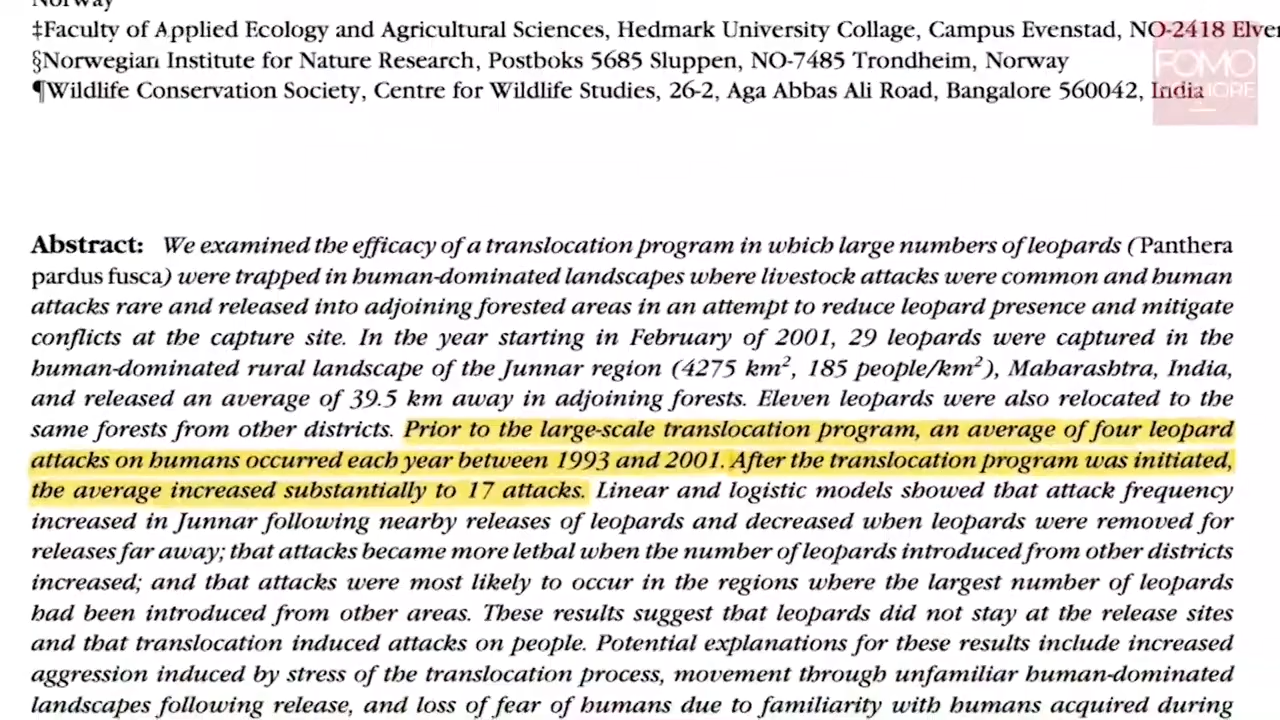 Norway
‡Faculty of Applied Ecology and Agricultural Sciences, Hedmark University Collage, Campus Evenstad, NO-2418
§Norwegian Institute for Nature Research, Postboks 5685 Sluppen, NO-7485 Trondheim, Norway
¶Wildlife Conservation Society, Centre for Wildlife Studies, 26-2, Aga Abbas Ali Road, Bangalore 560042, India
FOMO
Abstract: We examined the efficacy of a translocation program in which large numbers of leopards (Panthera
pardus fusca) were trapped in human-dominated landscapes where livestock attacks were common and human
attacks rare and released into adjoining forested areas in an attempt to reduce leopard presence and mitigate
conflicts at the capture site. In the year starting in February of 2001, 29 leopards were captured in the
human-dominated rural landscape of the Junnar region (4275 km², 185 people/km²), Maharashtra, India,
and released an average of 39.5 km away in adjoining forests. Eleven leopards were also relocated to the
same forests from other districts. Prior to the large-scale translocation program, an average of four leopard
attacks on humans occurred each year between 1993 and 2001. After the translocation program was initiated,
the average increased substantially to 17 attacks. Linear and logistic models showed that attack frequency
increased in Junnar following nearby releases of leopards and decreased when leopards were removed for
releases far away; that attacks became more lethal when the number of leopards introduced from other districts
increased; and that attacks were most likely to occur in the regions where the largest number of leopards
had been introduced from other areas. These results suggest that leopards did not stay at the release sites
and that translocation induced attacks on people. Potential explanations for these results include increased
aggression induced by stress of the translocation process, movement through unfamiliar human-dominated
landscapes following release, and loss of fear of humans due to familiarity with humans acquired during